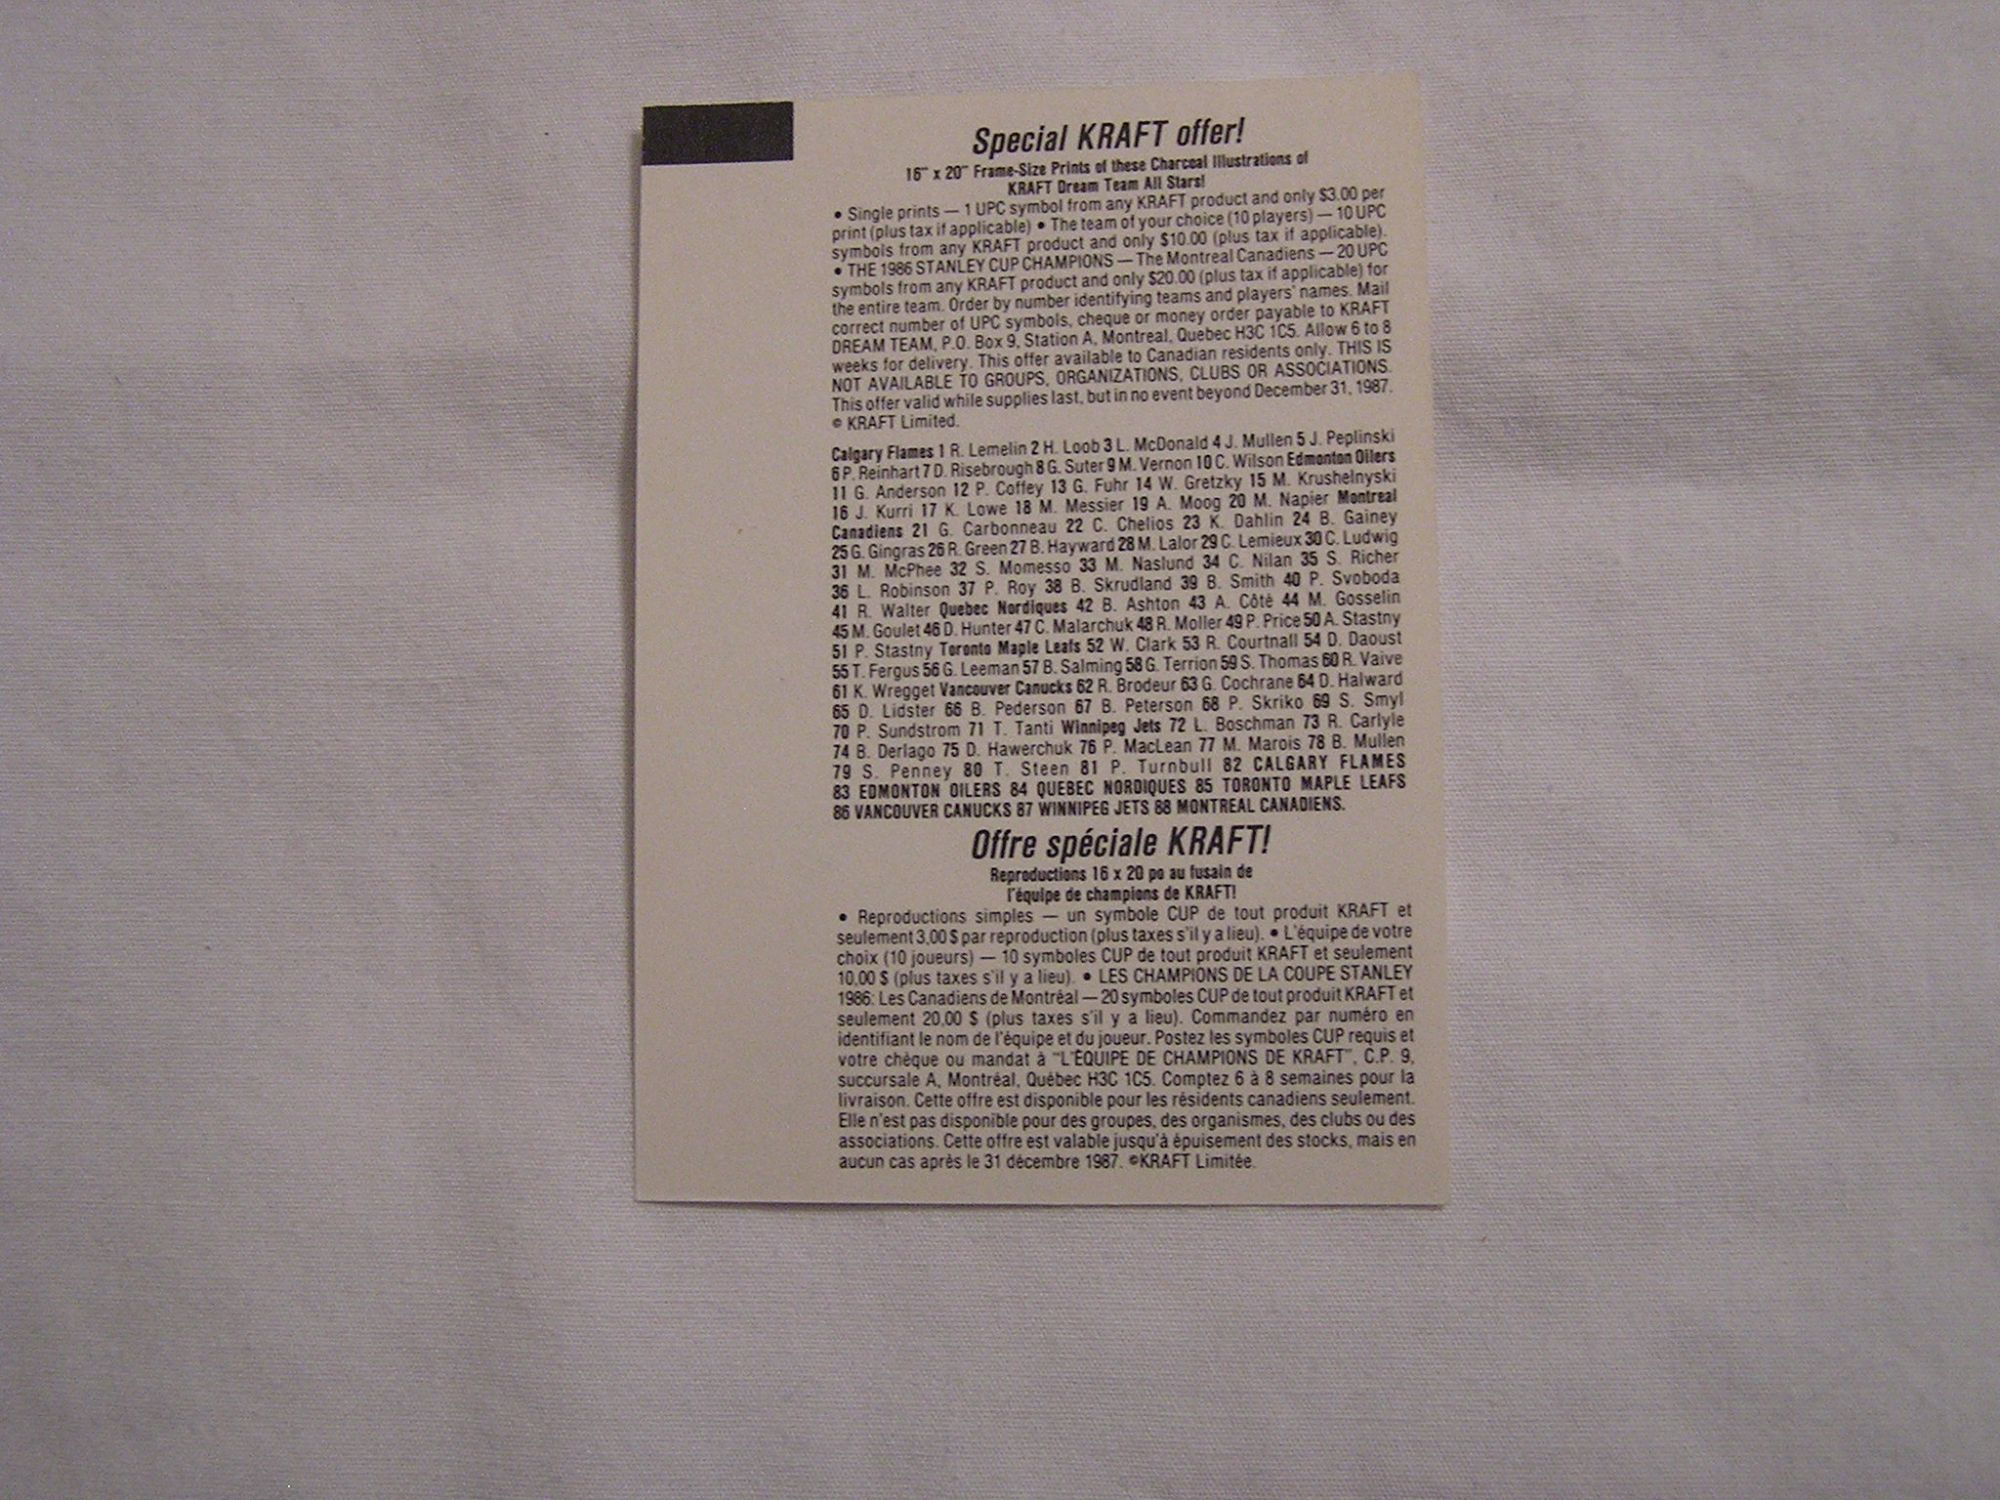 Special KRAFT offer!
16" x 20" Frame-Size Prints of these Charcoal Illustrations of
KRAFT Dream Team All Stars!
• Single prints — 1 UPC symbol from any KRAFT product and only $3.00 per
print (plus tax if applicable) • The team of your choice (10 players) — 10 UPC
symbols from any KRAFT product and only $10.00 (plus tax if applicable).
• THE 1986 STANLEY CUP CHAMPIONS — The Montreal Canadiens — 20 UPC
symbols from any KRAFT product and only $20.00 (plus tax if applicable) for
the entire team. Order by number identifying teams and players' names. Mail
correct number of UPC symbols, cheque or money order payable to KRAFT
DREAM TEAM, P.O. Box 9, Station A, Montreal, Quebec H3C 1C5. Allow 6 to 8
weeks for delivery. This offer available to Canadian residents only. THIS IS
NOT AVAILABLE TO GROUPS, ORGANIZATIONS, CLUBS OR ASSOCIATIONS.
This offer valid while supplies last, but in no event beyond December 31, 1987.
© KRAFT Limited.
Calgary Flames 1 R. Lemelin 2 H. Loob 3 L. McDonald 4 J. Mullen 5 J. Peplinski
6 P. Reinhart 7 D. Risebrough 8 G. Suter 9 M. Vernon 10 C. Wilson Edmonton Oilers
11 G. Anderson 12 P. Coffey 13 G. Fuhr 14 W. Gretzky 15 M. Krushelnyski
16 J. Kurri 17 K. Lowe 18 M. Messier 19 A. Moog 20 M. Napier Montreal
Canadiens 21 G. Carbonneau 22 C. Chelios 23 K. Dahlin 24 B. Gainey
25 G. Gingras 26 R. Green 27 B. Hayward 28 M. Lalor 29 C. Lemieux 30 C. Ludwig
31 M. McPhee 32 S. Momesso 33 M. Naslund 34 C. Nilan 35 S. Richer
36 L. Robinson 37 P. Roy 38 B. Skrudland 39 B. Smith 40 P. Svoboda
41 R. Walter Quebec Nordiques 42 B. Ashton 43 A. Côté 44 M. Gosselin
45 M. Goulet 46 D. Hunter 47 C. Malarchuk 48 R. Moller 49 P. Price 50 A. Stastny
51 P. Stastny Toronto Maple Leafs 52 W. Clark 53 R. Courtnall 54 D. Daoust
55 T. Fergus 56 G. Leeman 57 B. Salming 58 G. Terrion 59 S. Thomas 60 R. Vaive
61 K. Wregget Vancouver Canucks 62 R. Brodeur 63 G. Cochrane 64 D. Halward
65 D. Lidster 66 B. Pederson 67 B. Peterson 68 P. Skriko 69 S. Smyl
70 P. Sundstrom 71 T. Tanti Winnipeg Jets 72 L. Boschman 73 R. Carlyle
74 B. Derlago 75 D. Hawerchuk 76 P. MacLean 77 M. Marois 78 B. Mullen
79 S. Penney 80 T. Steen 81 P. Turnbull 82 CALGARY FLAMES
83 EDMONTON OILERS 84 QUEBEC NORDIQUES 85 TORONTO MAPLE LEAFS
86 VANCOUVER CANUCKS 87 WINNIPEG JETS 88 MONTREAL CANADIENS.
Offre spéciale KRAFT!
Reproductions 16 x 20 po au fusain de
l'équipe de champions de KRAFT!
• Reproductions simples — un symbole CUP de tout produit KRAFT et
seulement 3,00 $ par reproduction (plus taxes s'il y a lieu). • L'équipe de votre
choix (10 joueurs) — 10 symboles CUP de tout produit KRAFT et seulement
10,00 $ (plus taxes s'il y a lieu). • LES CHAMPIONS DE LA COUPE STANLEY
1986: Les Canadiens de Montréal — 20 symboles CUP de tout produit KRAFT et
seulement 20,00 $ (plus taxes s'il y a lieu). Commandez par numéro en
identifiant le nom de l'équipe et du joueur. Postez les symboles CUP requis et
votre chèque ou mandat à "L'ÉQUIPE DE CHAMPIONS DE KRAFT", C.P. 9,
succursale A, Montréal, Québec H3C 1C5. Comptez 6 à 8 semaines pour la
livraison. Cette offre est disponible pour les résidents canadiens seulement.
Elle n'est pas disponible pour des groupes, des organismes, des clubs ou des
associations. Cette offre est valable jusqu'à épuisement des stocks, mais en
aucun cas après le 31 décembre 1987. ©KRAFT Limitée.